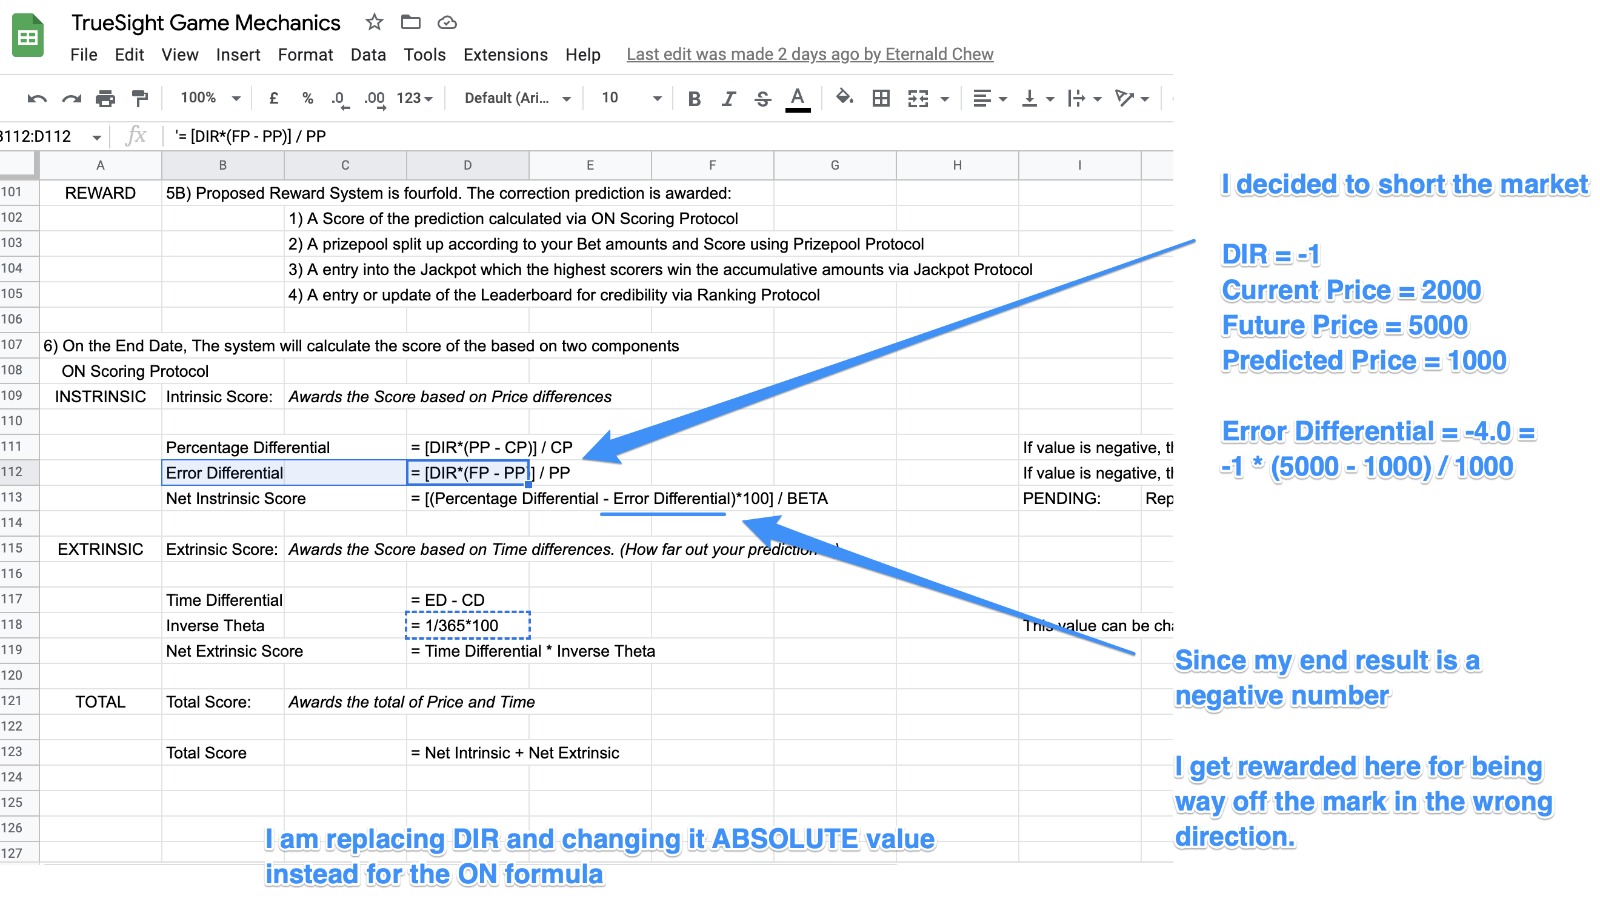 TrueSight Game Mechanics
File Edit View Insert Format Data Tools Extensions Help Last edit was made 2 days ago by Eternald Chew
100% £ % .0 .00 123 Default (Ari... 10 B I S A
B112:D112 fx '= [DIR*(FP - PP)] / PP
A B C D E F G H I
101 REWARD 5B) Proposed Reward System is fourfold. The correction prediction is awarded:
102 1) A Score of the prediction calculated via ON Scoring Protocol
103 2) A prizepool split up according to your Bet amounts and Score using Prizepool Protocol
104 3) A entry into the Jackpot which the highest scorers win the accumulative amounts via Jackpot Protocol
105 4) A entry or update of the Leaderboard for credibility via Ranking Protocol
106
107 6) On the End Date, The system will calculate the score of the based on two components
108 ON Scoring Protocol
109 INSTRINSIC Intrinsic Score: Awards the Score based on Price differences
110
111 Percentage Differential = [DIR*(PP - CP)] / CP If value is negative, th
112 Error Differential = [DIR*(FP - PP)] / PP If value is negative, th
113 Net Instrinsic Score = [(Percentage Differential - Error Differential)*100] / BETA PENDING: Rep
114
115 EXTRINSIC Extrinsic Score: Awards the Score based on Time differences. (How far out your prediction
116
117 Time Differential = ED - CD
118 Inverse Theta = 1/365*100 This value can be cha
119 Net Extrinsic Score = Time Differential * Inverse Theta
120
121 TOTAL Total Score: Awards the total of Price and Time
122
123 Total Score = Net Intrinsic + Net Extrinsic
124
125
126
127
I decided to short the market
DIR = -1
Current Price = 2000
Future Price = 5000
Predicted Price = 1000
Error Differential = -4.0 =
-1 * (5000 - 1000) / 1000
Since my end result is a
negative number
I get rewarded here for being
way off the mark in the wrong
direction.
I am replacing DIR and changing it ABSOLUTE value
instead for the ON formula